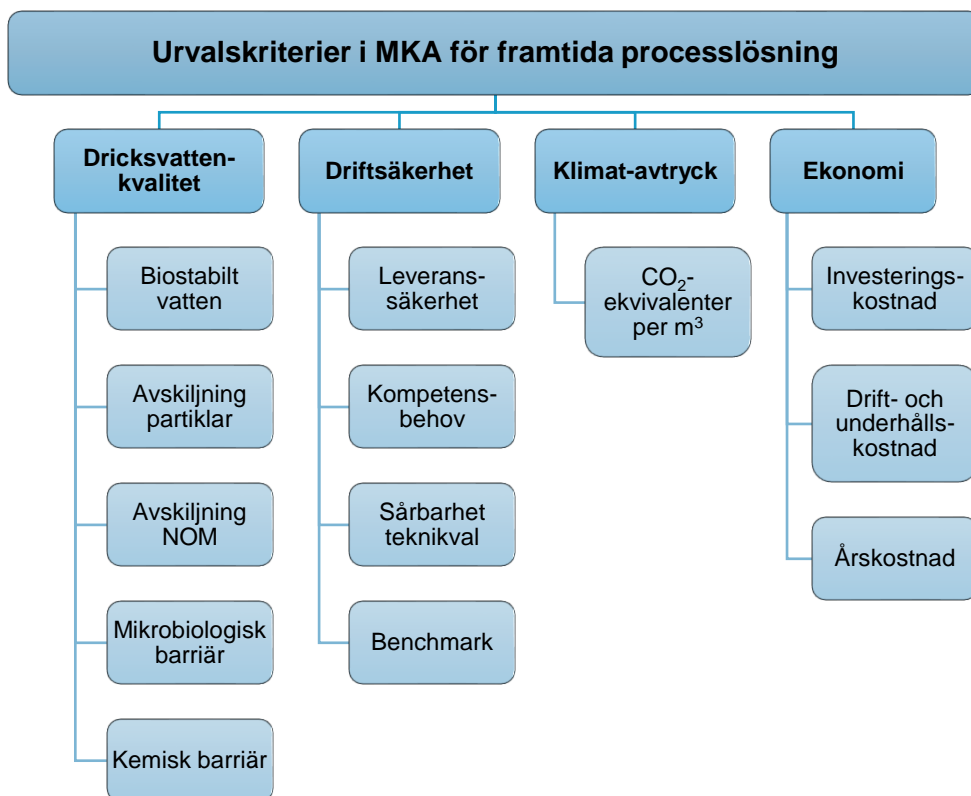 Urvalskriterier i MKA för framtida processlösning
Dricksvatten-
kvalitet
Biostabilt
vatten
Avskiljning
partiklar
Avskiljning
NOM
Mikrobiologisk
barriär
Kemisk barriär
Driftsäkerhet
Leverans-
säkerhet
Kompetens-
behov
Sårbarhet
teknikval
Benchmark
Klimat-avtryck
CO₂-
ekvivalenter
per m³
Ekonomi
Investerings-
kostnad
Drift- och
underhålls-
kostnad
Årskostnad